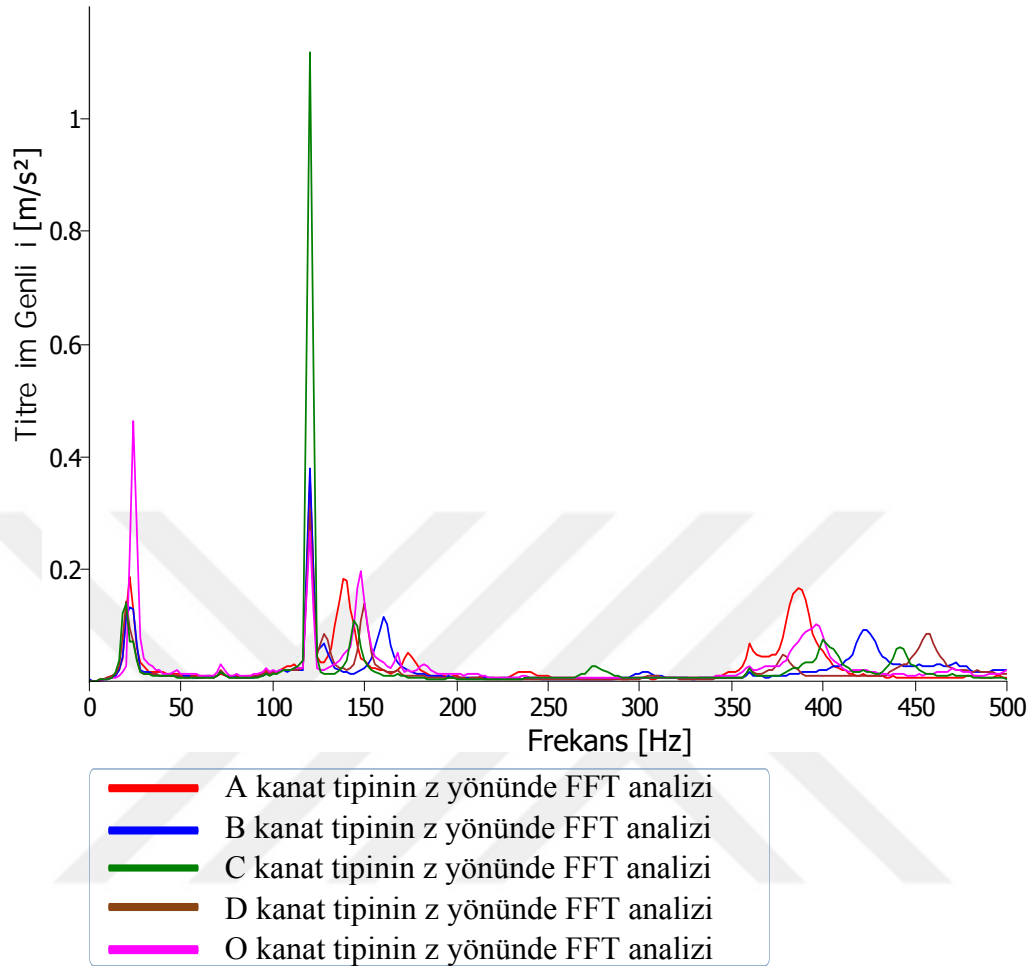 Titre im Genli i [m/s²]
1
0.8
0.6
0.4
0.2
0 50 100 150 200 250 300 350 400 450 500
Frekans [Hz]
A kanat tipinin z yönünde FFT analizi
B kanat tipinin z yönünde FFT analizi
C kanat tipinin z yönünde FFT analizi
D kanat tipinin z yönünde FFT analizi
O kanat tipinin z yönünde FFT analizi